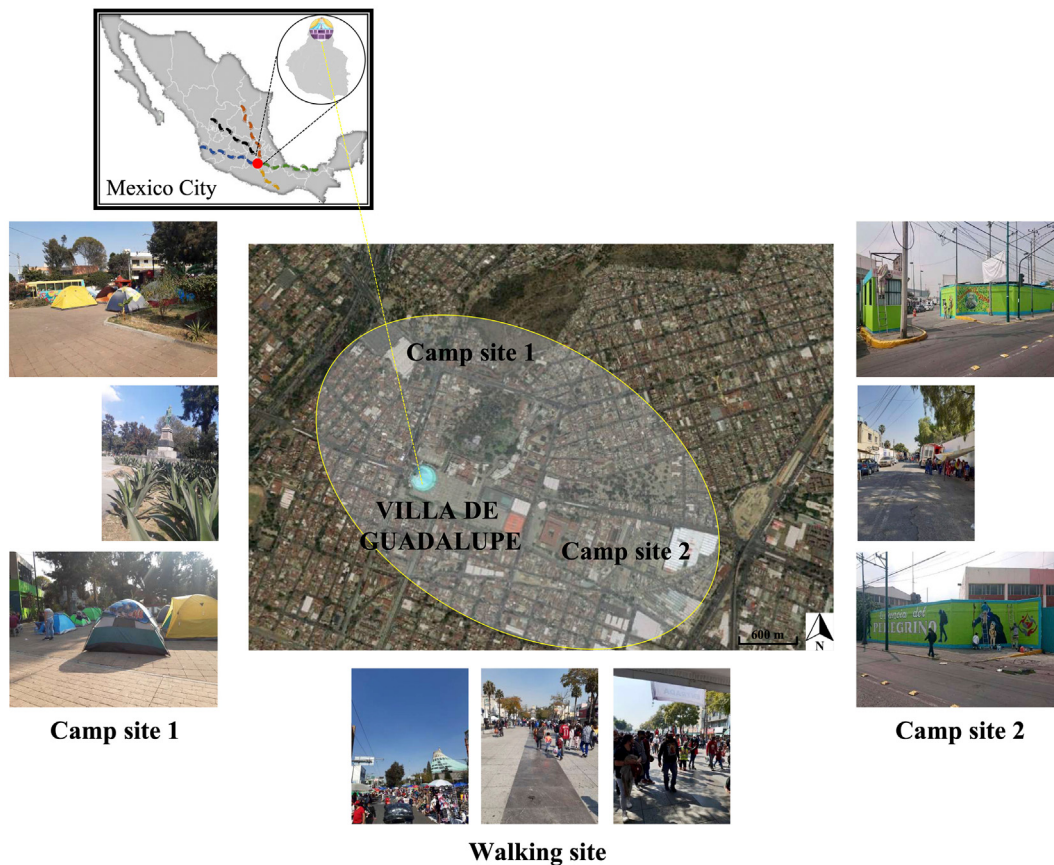 Mexico City
Camp site 1
VILLA DE
GUADALUPE
Camp site 2
600 m
N
PEREGRINO
Camp site 1
Camp site 2
Walking site